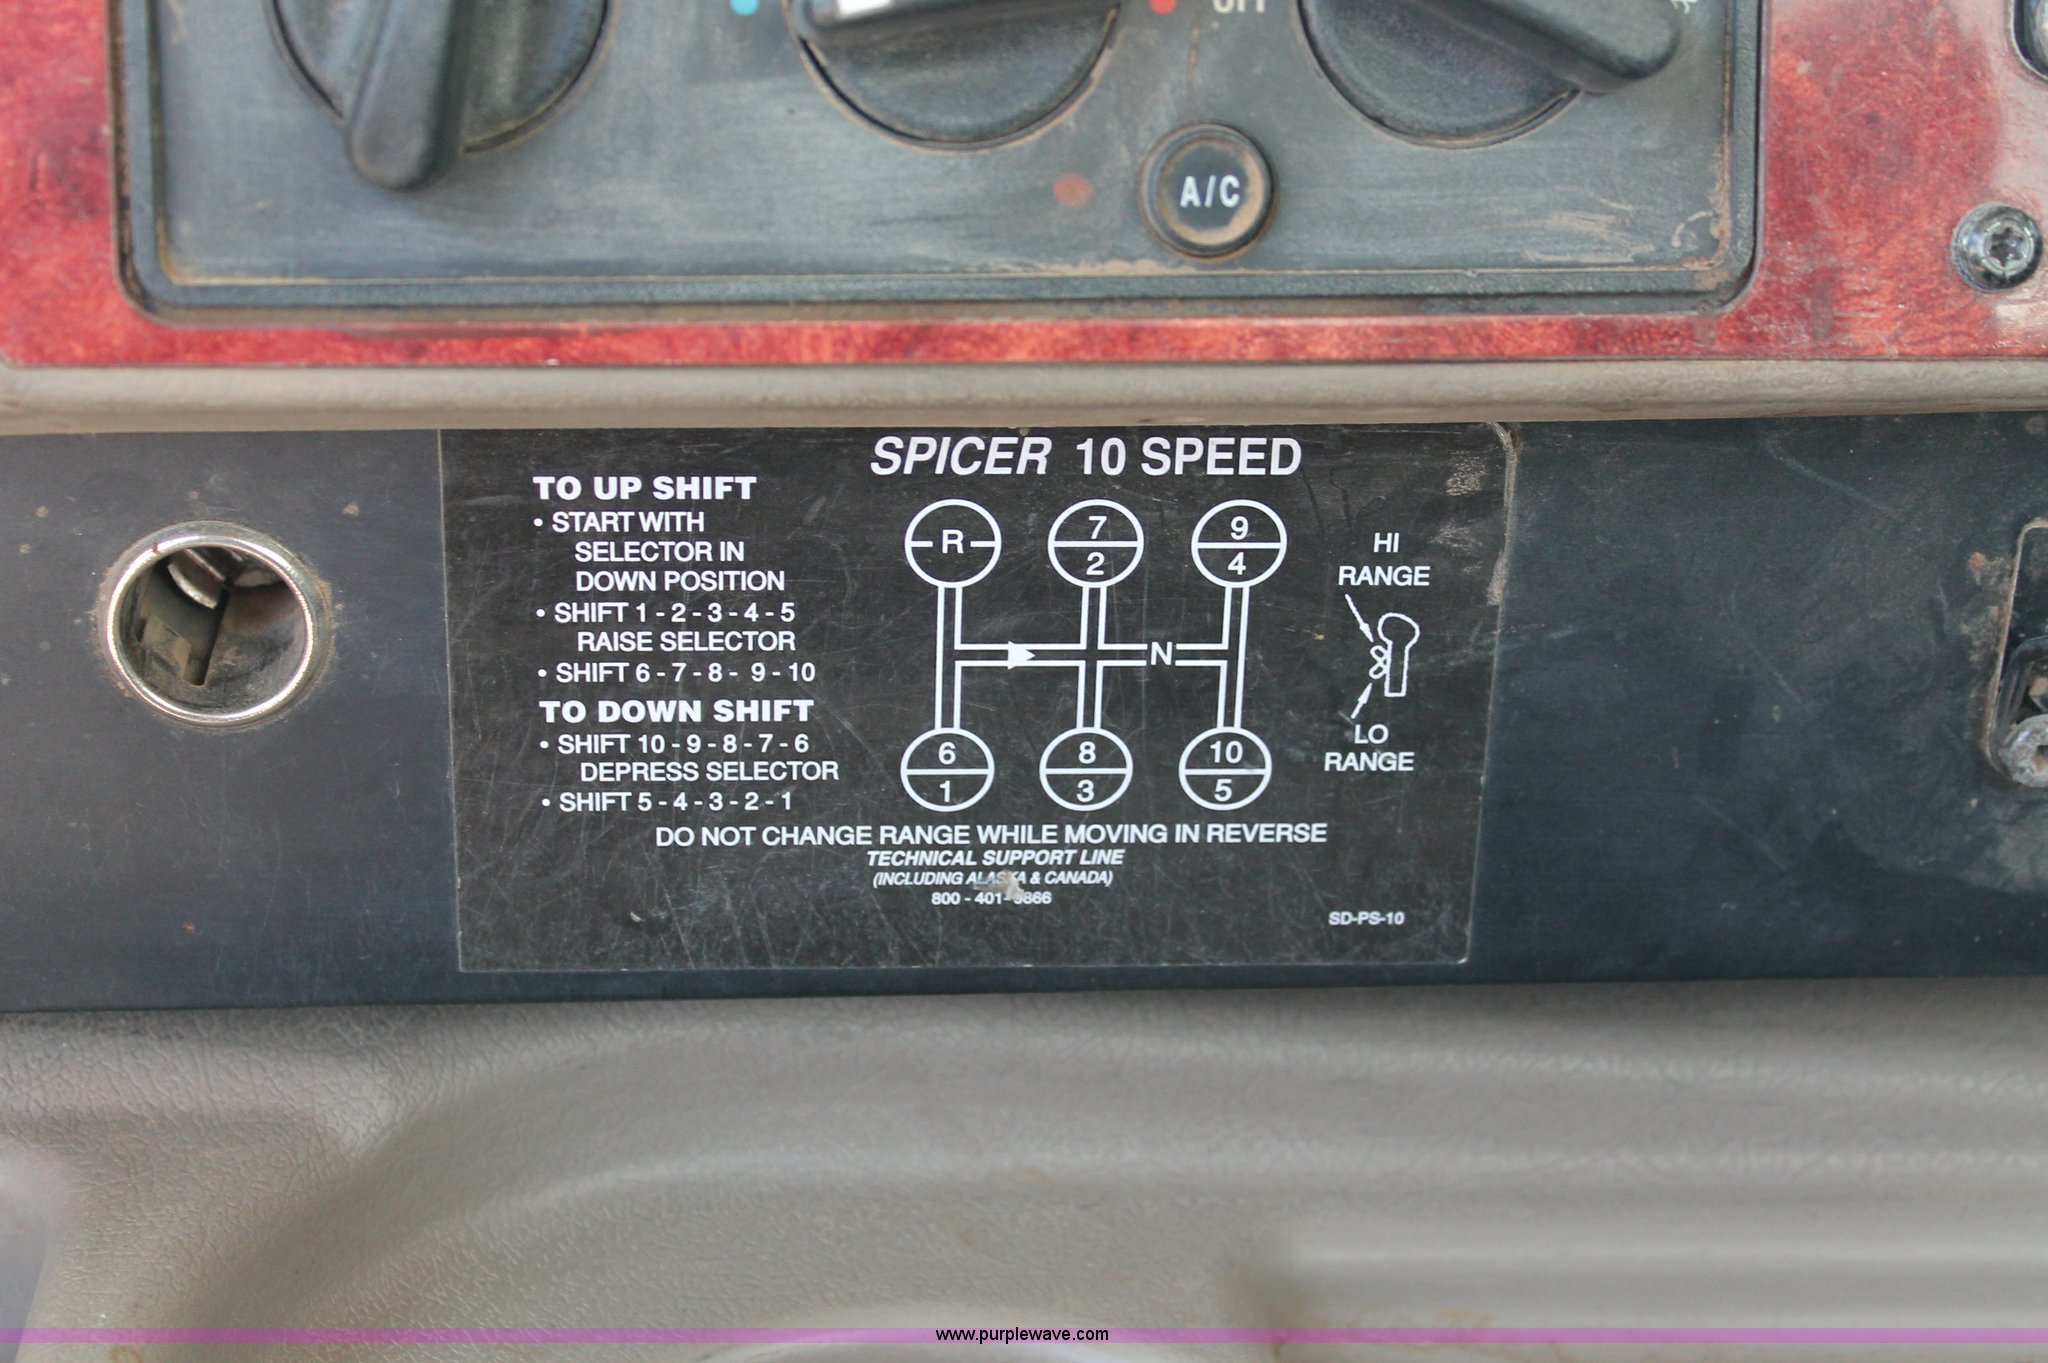 OFF
A/C
SPICER 10 SPEED
TO UP SHIFT
• START WITH
SELECTOR IN
DOWN POSITION
• SHIFT 1 - 2 - 3 - 4 - 5
RAISE SELECTOR
• SHIFT 6 - 7 - 8 - 9 - 10
TO DOWN SHIFT
• SHIFT 10 - 9 - 8 - 7 - 6
DEPRESS SELECTOR
• SHIFT 5 - 4 - 3 - 2 - 1
R 7 9
2 4
N
6 8 10
1 3 5
HI
RANGE
LO
RANGE
DO NOT CHANGE RANGE WHILE MOVING IN REVERSE
TECHNICAL SUPPORT LINE
(INCLUDING ALASKA & CANADA)
800 - 401-
SD-PS-10
www.purplewave.com